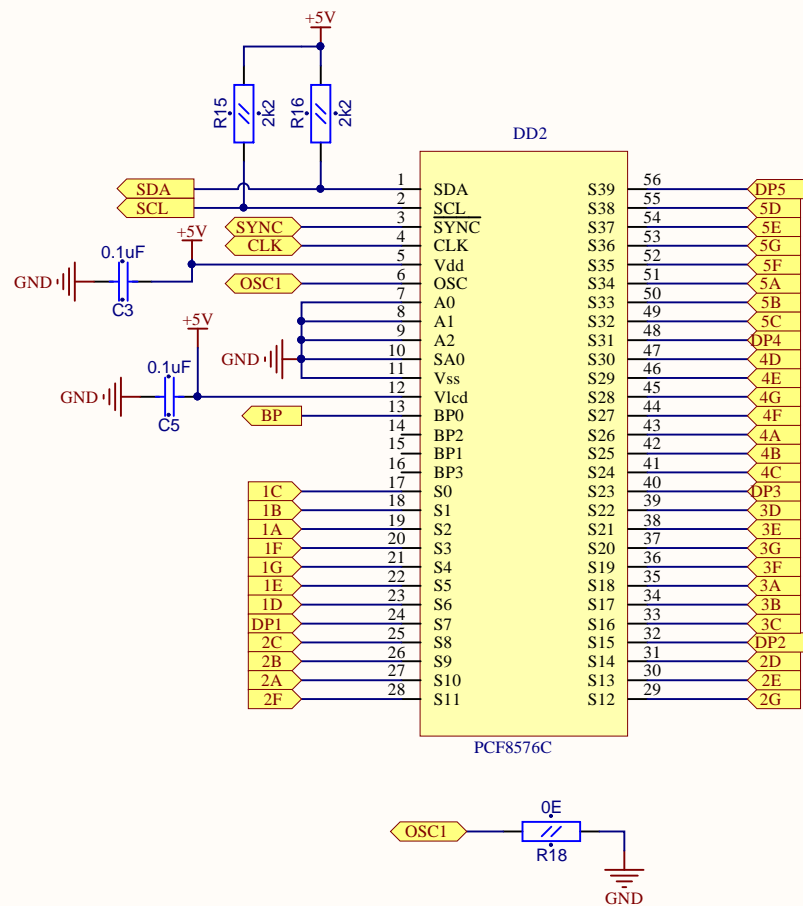 +5V
R15
2k2
R16
2k2
DD2
SDA 1 SDA S39 56 DP5
SCL 2 SCL S38 55 5D
SYNC 3 SYNC S37 54 5E
CLK 4 CLK S36 53 5G
+5V
0.1uF
5 Vdd S35 52 5F
GND
C3
OSC1 6 OSC S34 51 5A
7 A0 S33 50 5B
8 A1 S32 49 5C
9 A2 S31 48 DP4
+5V
GND 10 SA0 S30 47 4D
11 Vss S29 46 4E
0.1uF
GND
C5
12 Vlcd S28 45 4G
BP 13 BP0 S27 44 4F
14 BP2 S26 43 4A
15 BP1 S25 42 4B
16 BP3 S24 41 4C
1C 17 S0 S23 40 DP3
1B 18 S1 S22 39 3D
1A 19 S2 S21 38 3E
1F 20 S3 S20 37 3G
1G 21 S4 S19 36 3F
1E 22 S5 S18 35 3A
1D 23 S6 S17 34 3B
DP1 24 S7 S16 33 3C
2C 25 S8 S15 32 DP2
2B 26 S9 S14 31 2D
2A 27 S10 S13 30 2E
2F 28 S11 S12 29 2G
PCF8576C
0E
OSC1
R18
GND